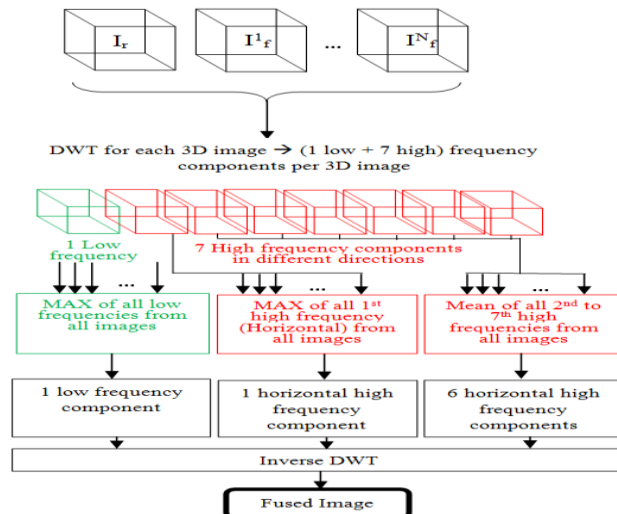 I_r I^1_f ... I^N_f
DWT for each 3D image → (1 low + 7 high) frequency
components per 3D image
1 Low
frequency
7 High frequency components
in different directions
...
...
...
MAX of all low
frequencies from
all images
MAX of all 1st
high frequency
(Horizontal) from
all images
Mean of all 2nd to
7th high
frequencies from
all images
1 low frequency
component
1 horizontal high
frequency
component
6 horizontal high
frequency
components
Inverse DWT
Fused Image